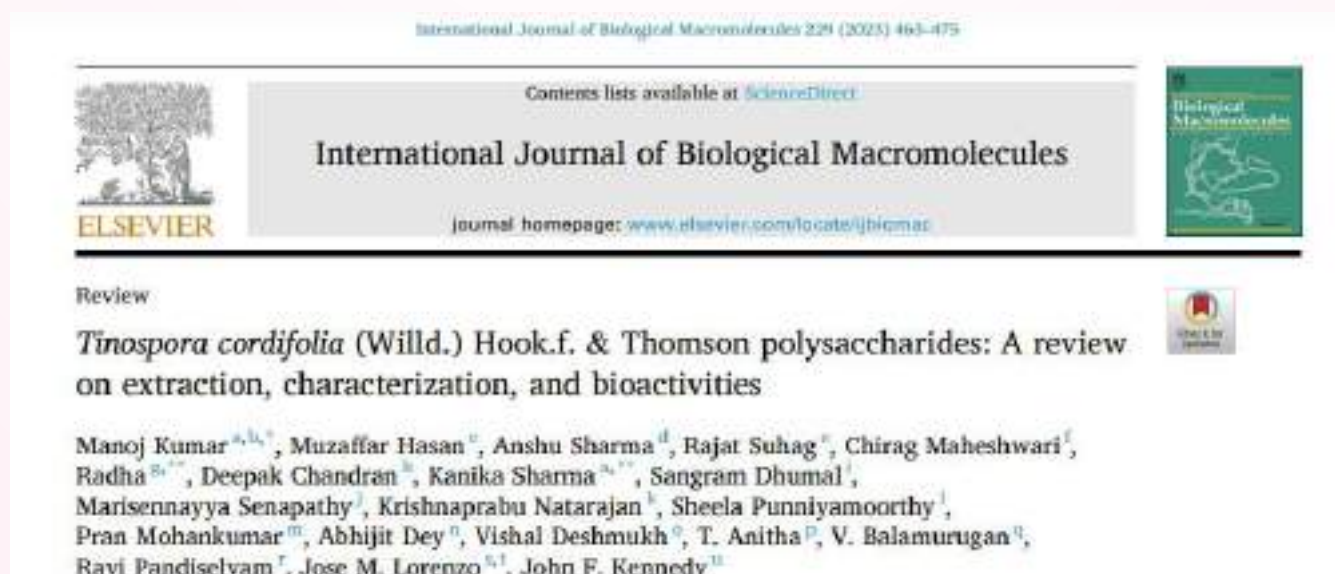 International Journal of Biological Macromolecules 229 (2023) 463–475
Contents lists available at ScienceDirect
International Journal of Biological Macromolecules
journal homepage: www.elsevier.com/locate/ijbiomac
ELSEVIER
Biological
Macromolecules
Review
Check for
updates
Tinospora cordifolia (Willd.) Hook.f. & Thomson polysaccharides: A review
on extraction, characterization, and bioactivities
Manoj Kumar a,b,*, Muzaffar Hasan c, Anshu Sharma d, Rajat Suhag e, Chirag Maheshwari f,
Radha g,**, Deepak Chandran h, Kanika Sharma a,**, Sangram Dhumal i,
Marisennayya Senapathy j, Krishnaprabu Natarajan k, Sheela Punniyamoorthy l,
Pran Mohankumar m, Abhijit Dey n, Vishal Deshmukh o, T. Anitha p, V. Balamurugan q,
Ravi Pandiselvam r, Jose M. Lorenzo s,t, John F. Kennedy u